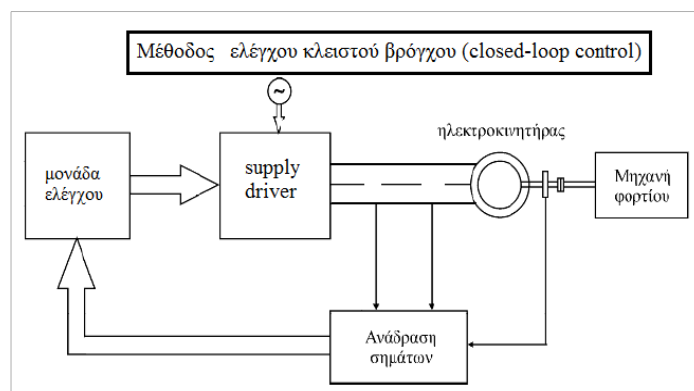 Μέθοδος ελέγχου κλειστού βρόγχου (closed-loop control)
~
ηλεκτροκινητήρας
μονάδα
ελέγχου
supply
driver
Μηχανή
φορτίου
Ανάδραση
σημάτων